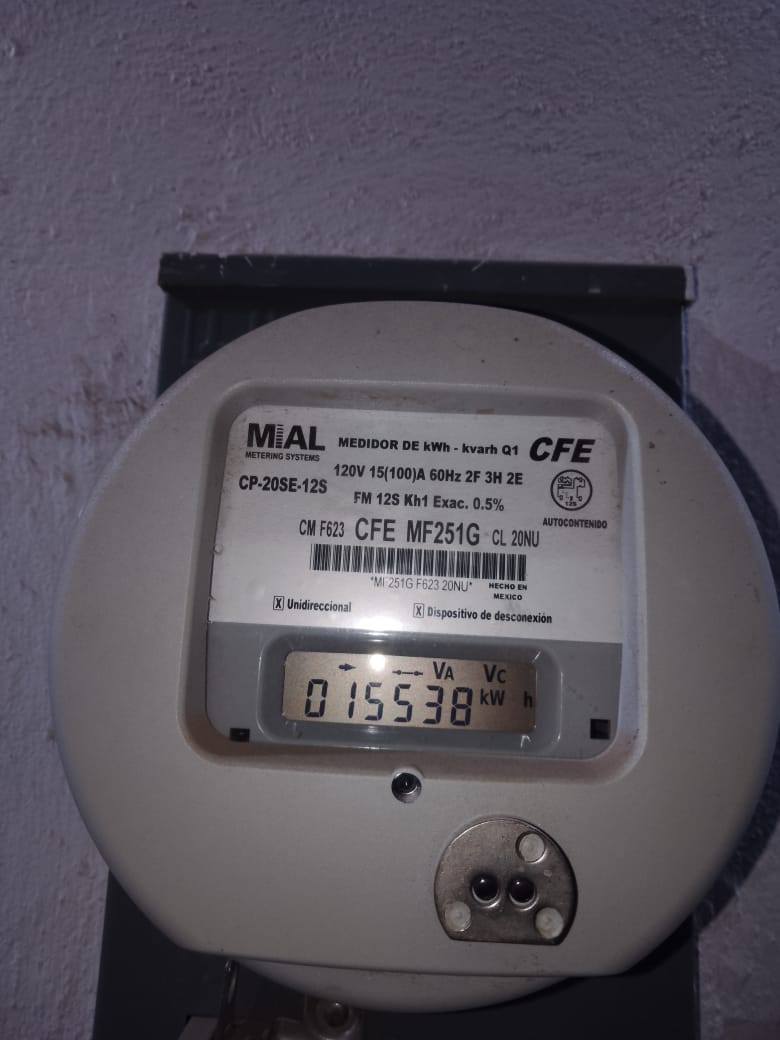 MIAL
METERING SYSTEMS
MEDIDOR DE kWh - kvarh Q1
CFE
120V 15(100)A 60Hz 2F 3H 2E
CP-20SE-12S
FM 12S Kh1 Exac. 0.5%
12S
AUTOCONTENIDO
CM F623 CFE MF251G CL 20NU
*MF251G F623 20NU*
HECHO EN
MEXICO
X Unidireccional
X Dispositivo de desconexión
VA VC
015538 kW h